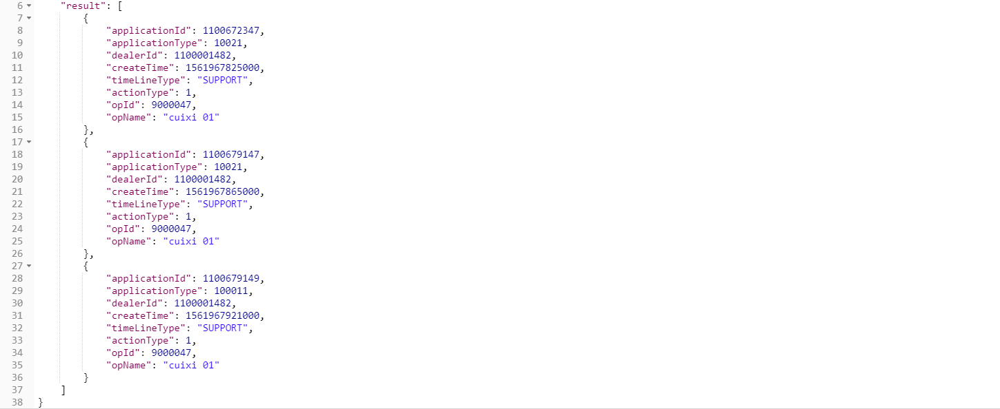 6 "result": [
7 {
8 "applicationId": 1100672347,
9 "applicationType": 10021,
10 "dealerId": 1100001482,
11 "createTime": 1561967825000,
12 "timeLineType": "SUPPORT",
13 "actionType": 1,
14 "opId": 9000047,
15 "opName": "cuixi 01"
16 },
17 {
18 "applicationId": 1100679147,
19 "applicationType": 10021,
20 "dealerId": 1100001482,
21 "createTime": 1561967865000,
22 "timeLineType": "SUPPORT",
23 "actionType": 1,
24 "opId": 9000047,
25 "opName": "cuixi 01"
26 },
27 {
28 "applicationId": 1100679149,
29 "applicationType": 100011,
30 "dealerId": 1100001482,
31 "createTime": 1561967921000,
32 "timeLineType": "SUPPORT",
33 "actionType": 1,
34 "opId": 9000047,
35 "opName": "cuixi 01"
36 }
37 ]
38 }